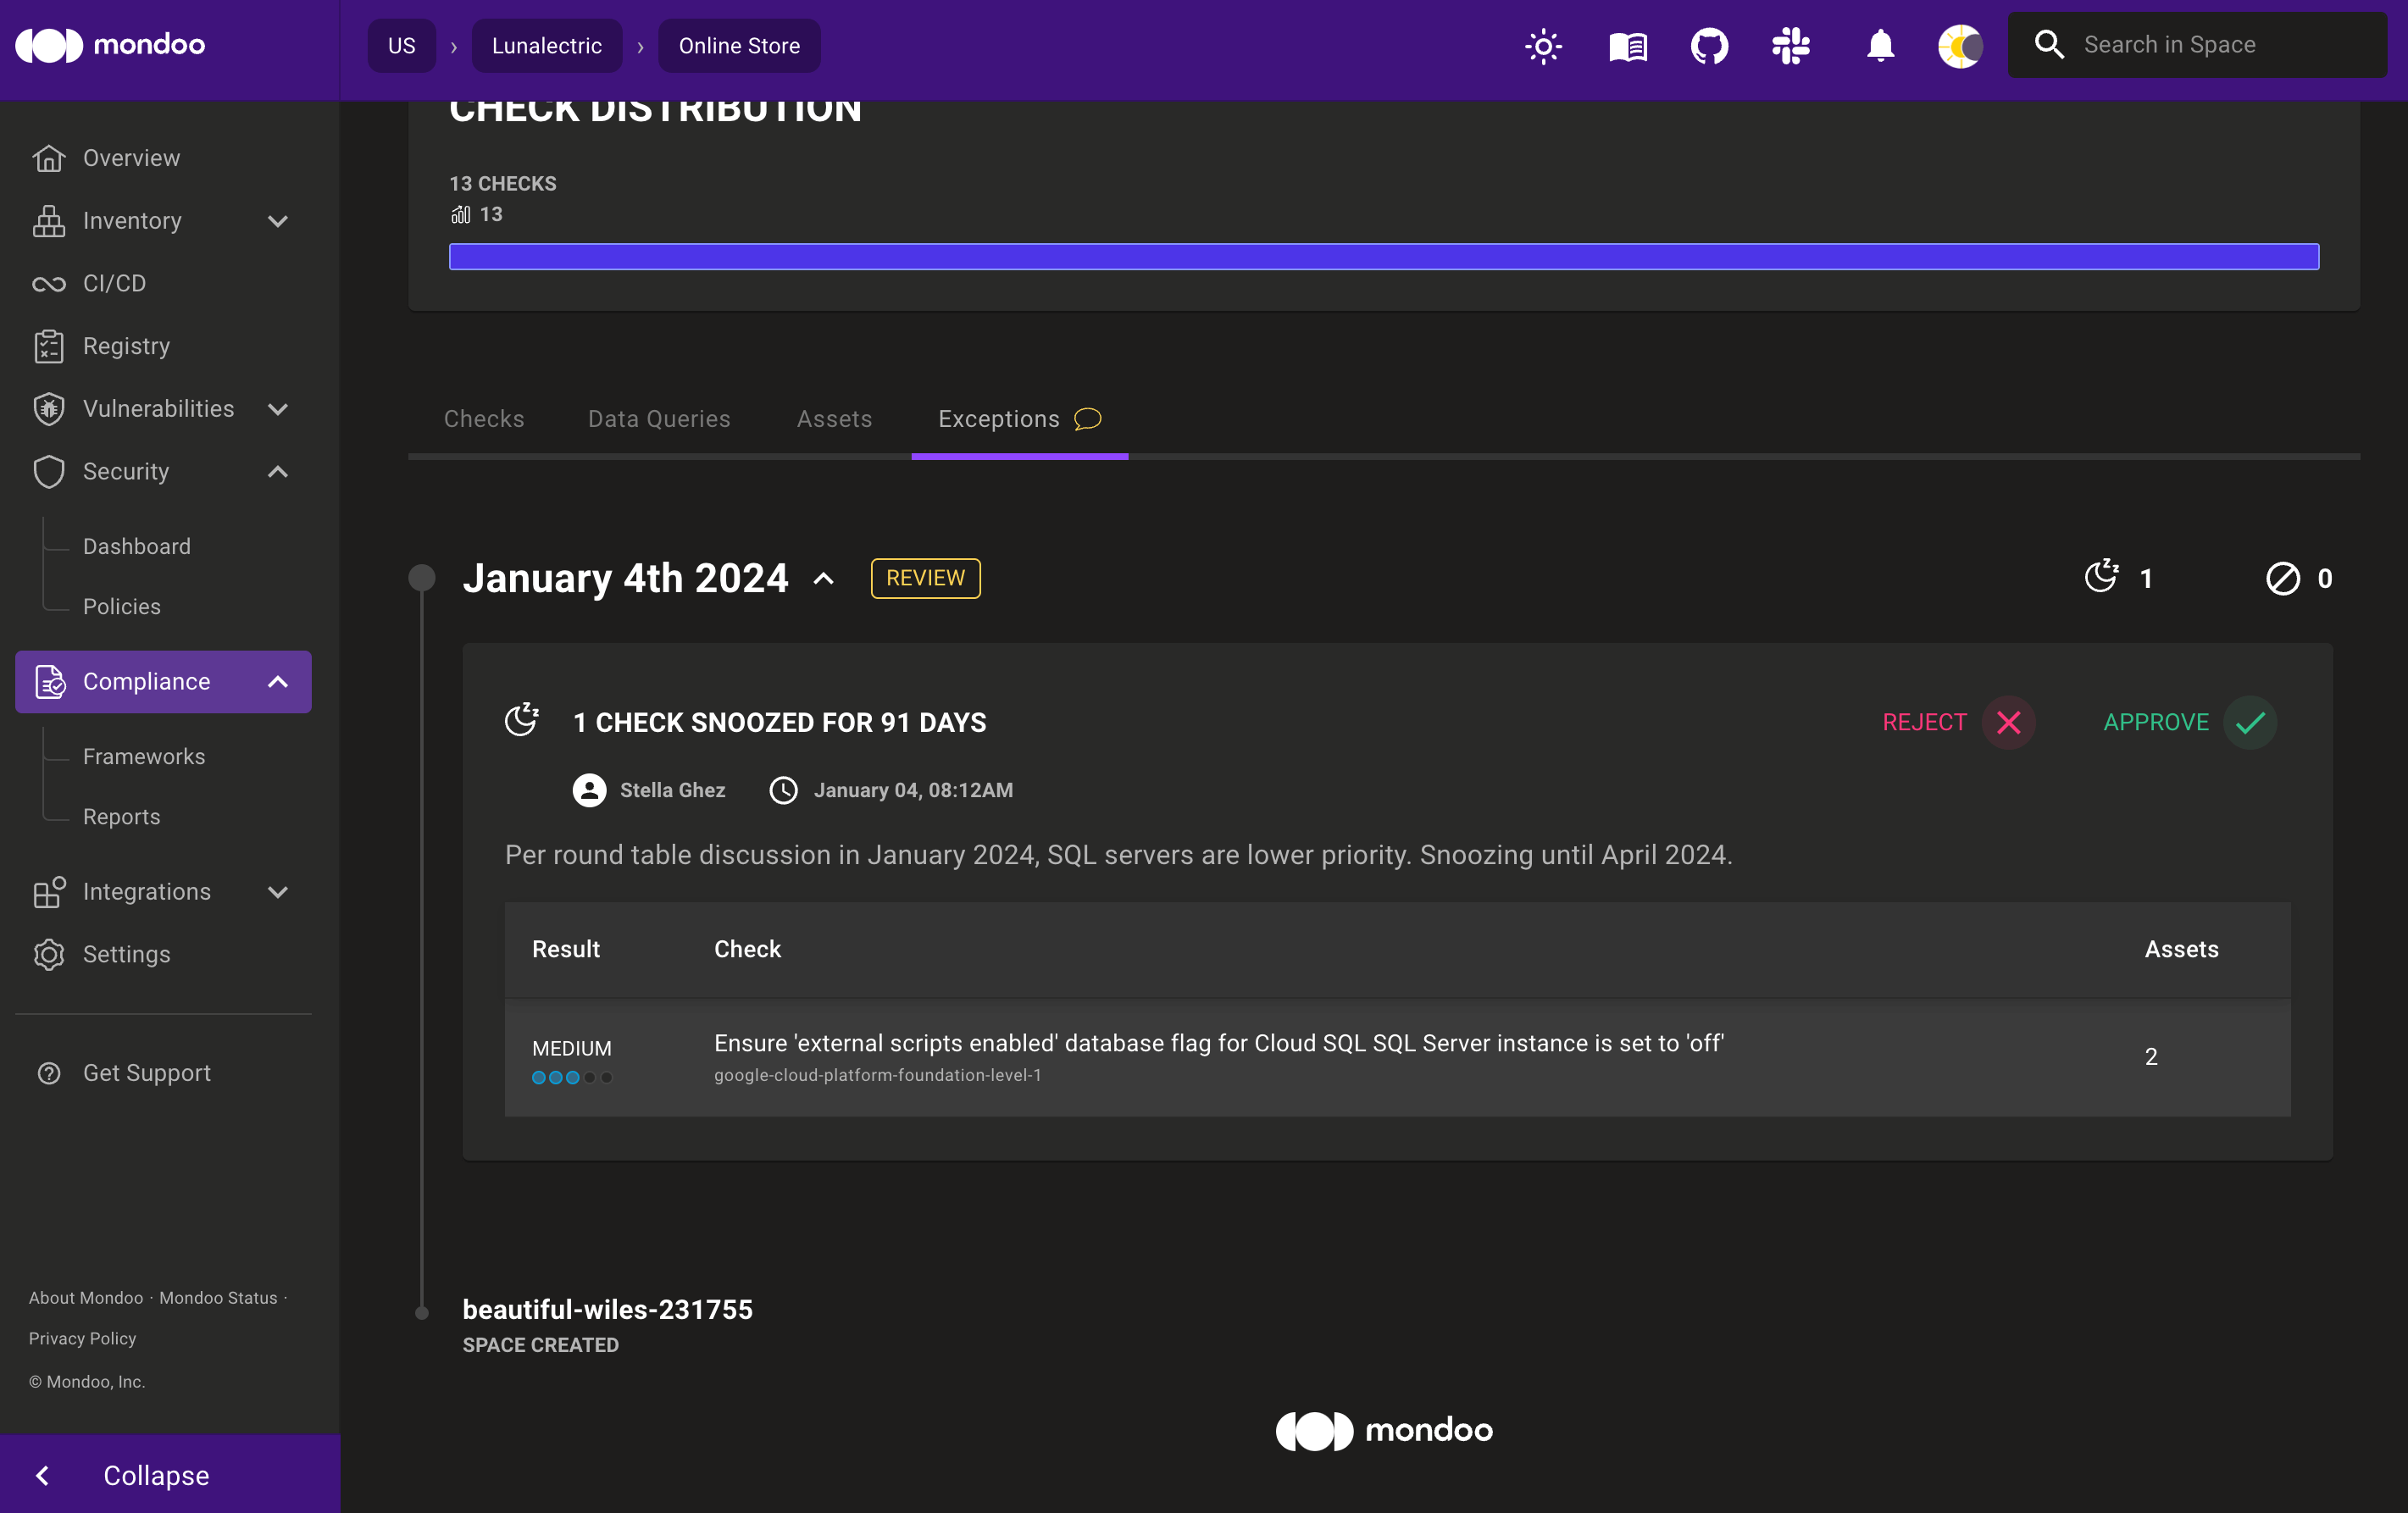 mondoo
US › Lunalectric › Online Store
Search in Space
Overview
Inventory
CI/CD
Registry
Vulnerabilities
Security
Dashboard
Policies
Compliance
Frameworks
Reports
Integrations
Settings
Get Support
About Mondoo · Mondoo Status ·
Privacy Policy
© Mondoo, Inc.
Collapse
CHECK DISTRIBUTION
13 CHECKS
13
Checks Data Queries Assets Exceptions
January 4th 2024 REVIEW 1 0
1 CHECK SNOOZED FOR 91 DAYS REJECT APPROVE
Stella Ghez January 04, 08:12AM
Per round table discussion in January 2024, SQL servers are lower priority. Snoozing until April 2024.
Result Check Assets
MEDIUM Ensure 'external scripts enabled' database flag for Cloud SQL SQL Server instance is set to 'off' 2
google-cloud-platform-foundation-level-1
beautiful-wiles-231755
SPACE CREATED
mondoo